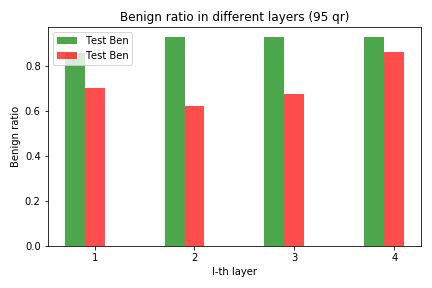 Benign ratio in different layers (95 qr)
Test Ben
Test Ben
Benign ratio
0.8
0.6
0.4
0.2
0.0
1 2 3 4
l-th layer